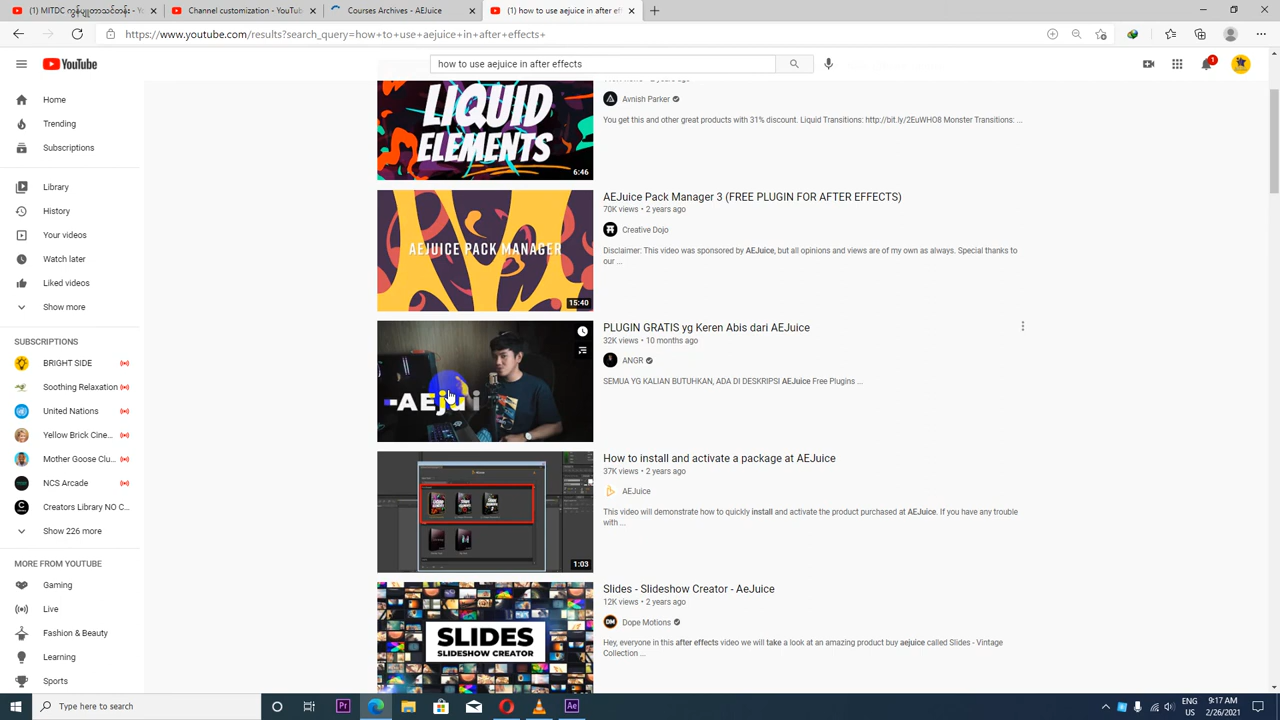 (1) MITDC
(2) Channel customization - YouTub
Courses Archive | MITDC
how to use aejuice in after ef
https://www.youtube.com/results?search_query=how+to+use+aejuice+in+after+effects+
YouTube
how to use aejuice in after effects
1
Home
Trending
Subscriptions
Library
History
Your videos
Watch later
Liked videos
Show more
SUBSCRIPTIONS
BRIGHT SIDE
Soothing Relaxation
United Nations
Yellow Brick Cine...
Mother Goose Clu...
NCS Arcade
Creators Library NO C...
Show 226 more
MORE FROM YOUTUBE
Gaming
Live
Fashion & Beauty
Learning
Sports
LIQUID
ELEMENTS
6:46
Avnish Parker
You get this and other great products with 31% discount. Liquid Transitions: http://bit.ly/2EuWHO8 Monster Transitions: ...
AEJUICE PACK MANAGER
15:40
AEJuice Pack Manager 3 (FREE PLUGIN FOR AFTER EFFECTS)
70K views • 2 years ago
Creative Dojo
Disclaimer: This video was sponsored by AEJuice, but all opinions and views are of my own as always. Special thanks to
our ...
-AEjui
PLUGIN GRATIS yg Keren Abis dari AEJuice
32K views • 10 months ago
ANGR
SEMUA YG KALIAN BUTUHKAN, ADA DI DESKRIPSI AEJuice Free Plugins ...
1:03
How to install and activate a package at AEJuice
37K views • 2 years ago
AEJuice
This video will demonstrate how to quickly install and activate the product purchased at AEJuice. If you have any trouble
with ...
SLIDES
SLIDESHOW CREATOR
Slides - Slideshow Creator - AeJuice
12K views • 2 years ago
DM
Dope Motions
Hey, everyone in this after effects video we will take a look at an amazing product buy aejuice called Slides - Vintage
Collection ...
Type here to search
Pr
Ae
ENG
US
9:17 AM
2/26/2021